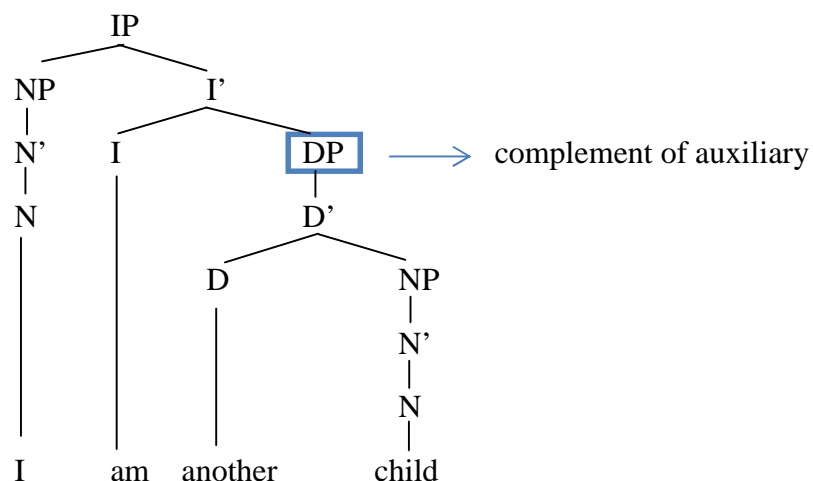 IP
NP I’
N’ I DP complement of auxiliary
N D’
D NP
N’
N
I am another child